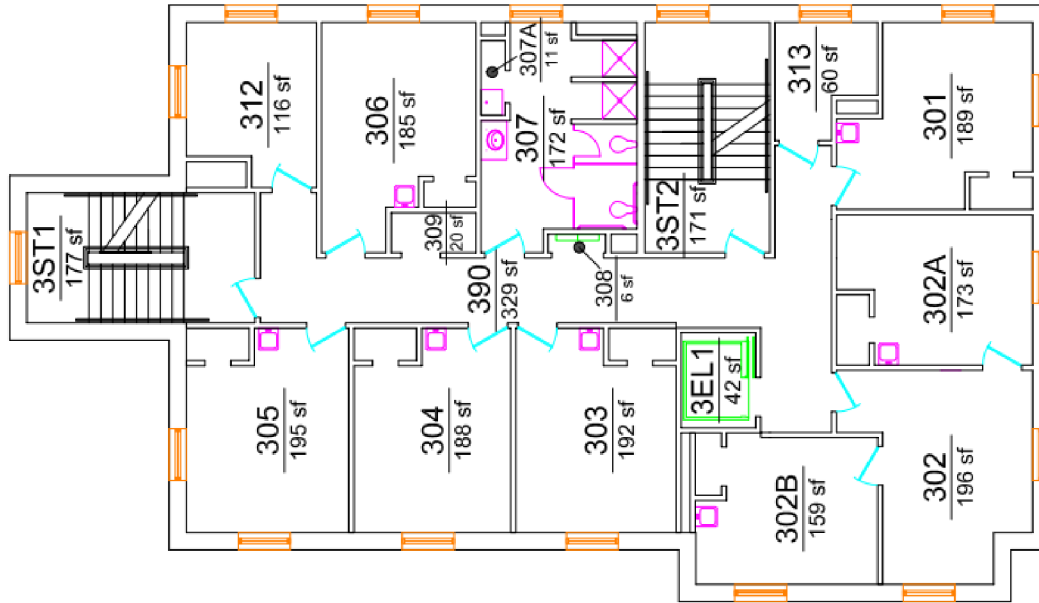 312
116 sf
306
185 sf
307A
11 sf
307
172 sf
3ST2
171 sf
313
60 sf
301
189 sf
3ST1
177 sf
309
20 sf
390
329 sf
308
6 sf
302A
173 sf
305
195 sf
304
188 sf
303
192 sf
3EL1
42 sf
302B
159 sf
302
196 sf